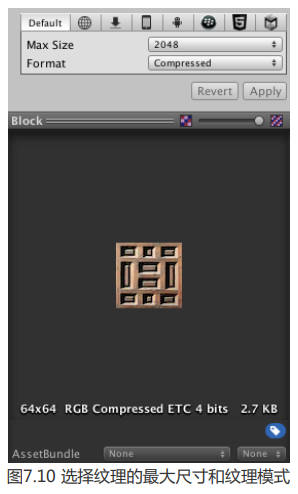 Default
Max Size 2048
Format Compressed
Revert Apply
Block
64x64 RGB Compressed ETC 4 bits 2.7 KB
AssetBundle None None
图7.10 选择纹理的最大尺寸和纹理模式